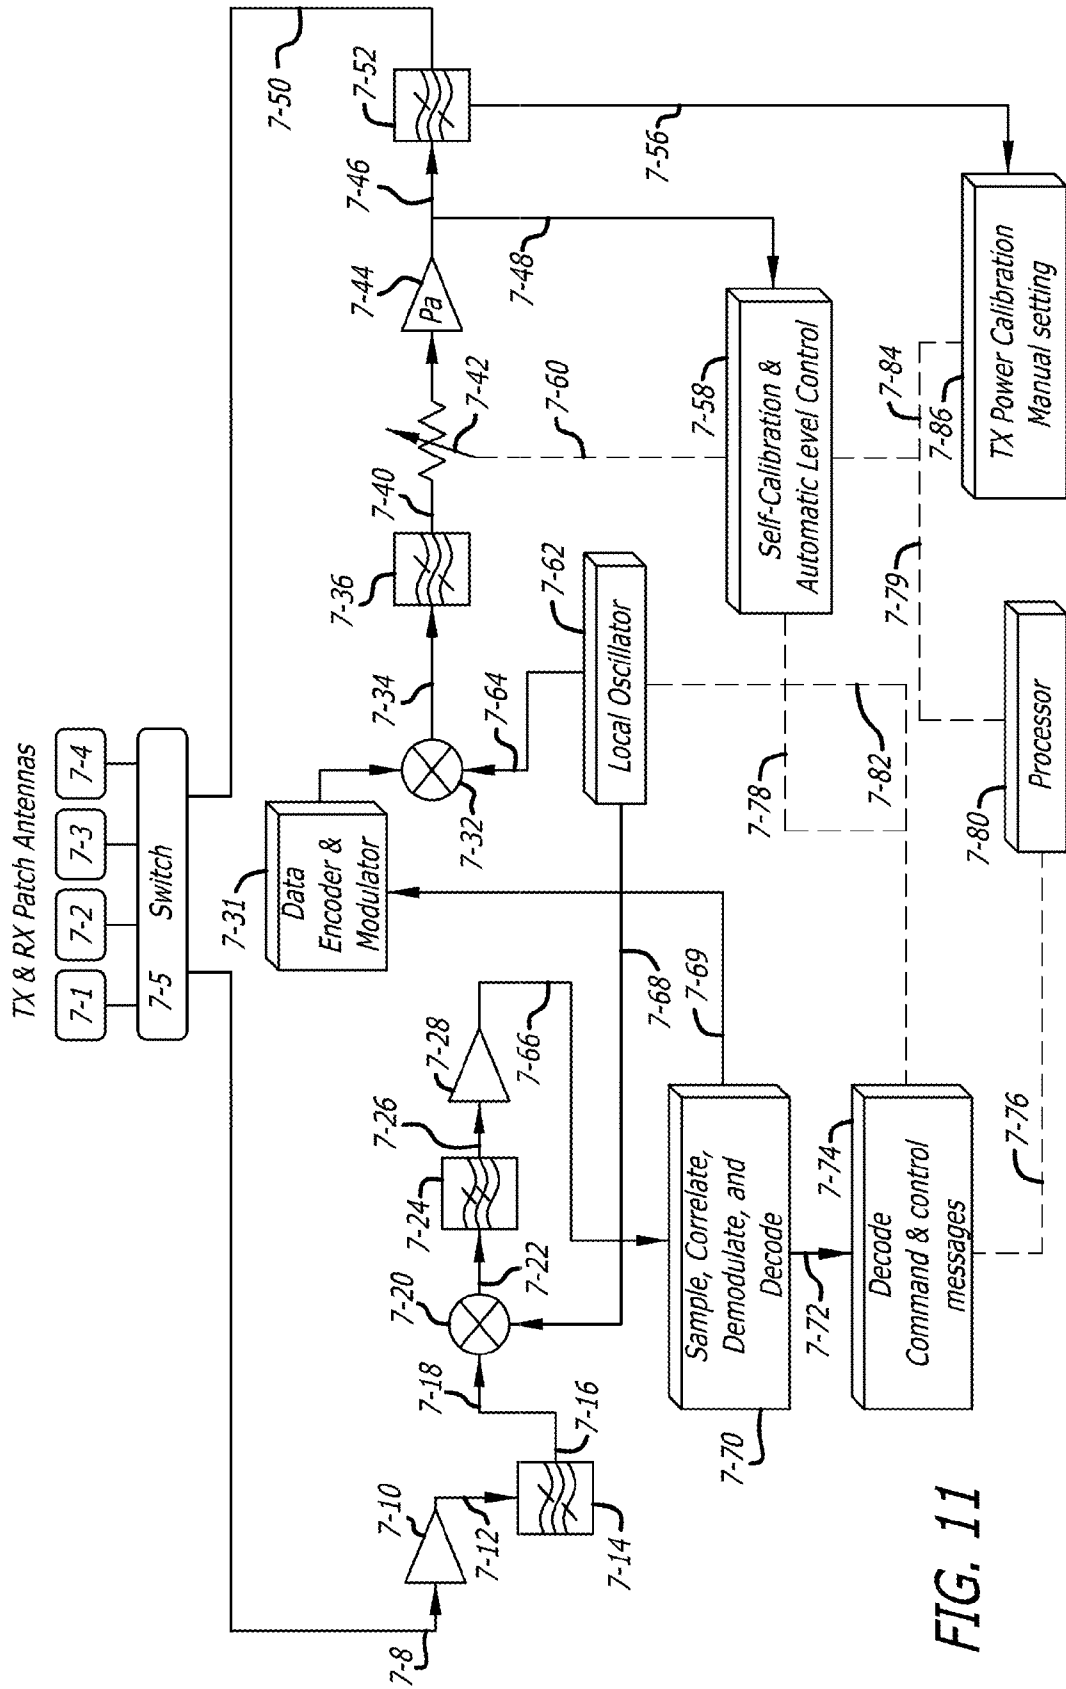 TX & RX Patch Antennas
7-1
7-2
7-3
7-4
7-5
Switch
7-8
7-10
7-12
7-14
7-16
7-18
7-20
7-22
7-24
7-26
7-28
7-66
7-31
Data
Encoder &
Modulator
7-32
7-34
7-36
7-40
7-42
7-44
Pa
7-46
7-48
7-50
7-52
7-56
7-60
7-58
Self-Calibration &
Automatic Level Control
7-62
Local Oscillator
7-64
7-68
7-69
7-70
Sample, Correlate,
Demodulate, and
Decode
7-72
7-74
Decode
Command & control
messages
7-76
7-78
7-82
7-79
7-80
Processor
7-84
7-86
TX Power Calibration
Manual setting
FIG. 11